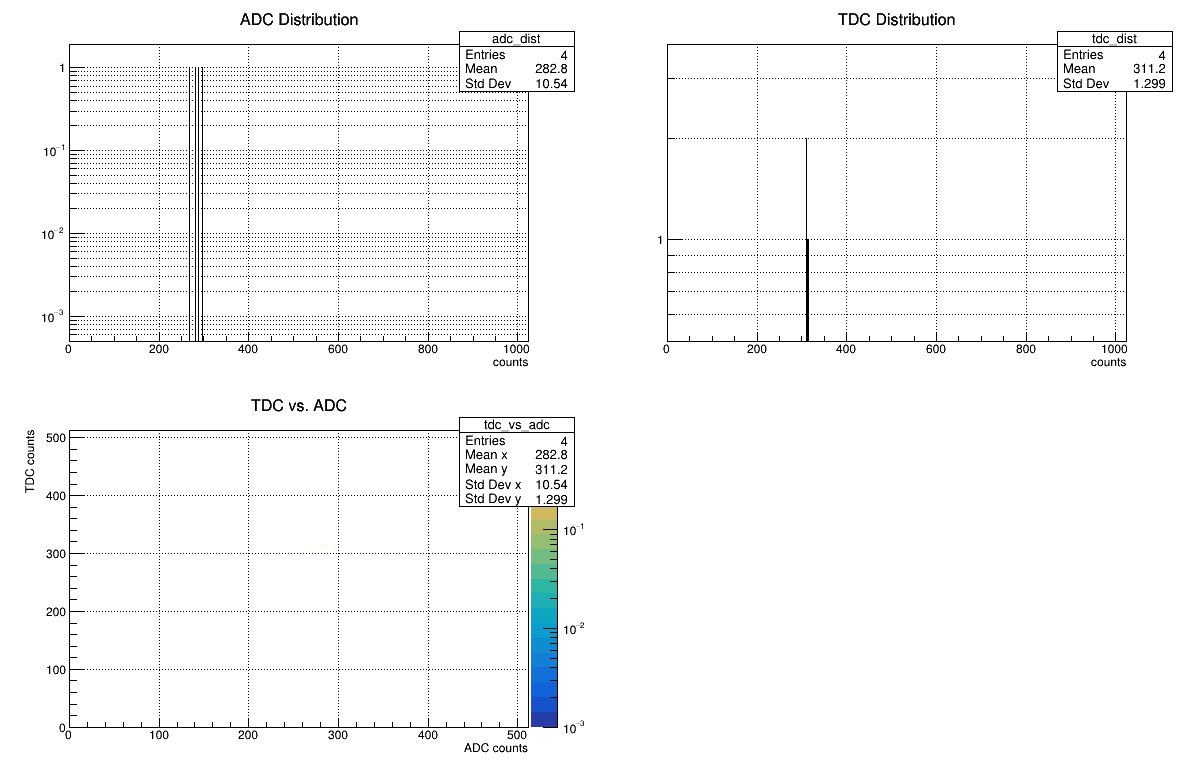 ADC Distribution
adc_dist
Entries 4
Mean 282.8
Std Dev 10.54
1
10⁻¹
10⁻²
10⁻³
0 200 400 600 800 1000
counts
TDC Distribution
tdc_dist
Entries 4
Mean 311.2
Std Dev 1.299
1
0 200 400 600 800 1000
counts
TDC vs. ADC
tdc_vs_adc
Entries 4
Mean x 282.8
Mean y 311.2
Std Dev x 10.54
Std Dev y 1.299
TDC counts
500
400
300
200
100
0
0 100 200 300 400 500
ADC counts
10⁻¹
10⁻²
10⁻³